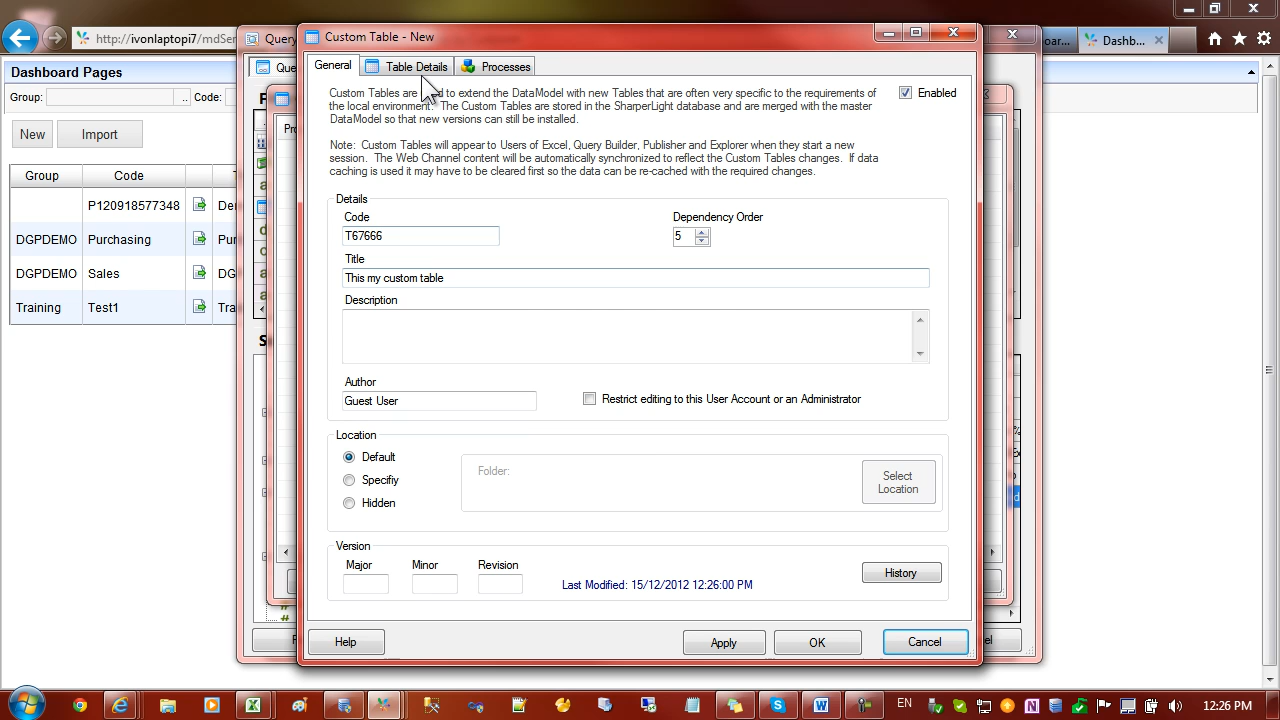 http://ivonlaptopi7/mdSer
Query
Custom Table - New
Dashb...
Dashboard Pages
Group:
..
Code:
New
Import
Group Code
P120918577348
DGPDEMO Purchasing
DGPDEMO Sales
Training Test1
General
Table Details
Processes
Custom Tables are to extend the DataModel with new Tables that are often very specific to the requirements of
the local environment. The Custom Tables are stored in the SharperLight database and are merged with the master
DataModel so that new versions can still be installed.
Enabled
Note: Custom Tables will appear to Users of Excel, Query Builder, Publisher and Explorer when they start a new
session. The Web Channel content will be automatically synchronized to reflect the Custom Tables changes. If data
caching is used it may have to be cleared first so the data can be re-cached with the required changes.
Details
Code
Dependency Order
T67666
5
Title
This my custom table
Description
Author
Guest User
Restrict editing to this User Account or an Administrator
Location
Default
Specifiy
Hidden
Folder:
Select
Location
Version
Major
Minor
Revision
Last Modified: 15/12/2012 12:26:00 PM
History
Help
Apply
OK
Cancel
EN
12:26 PM